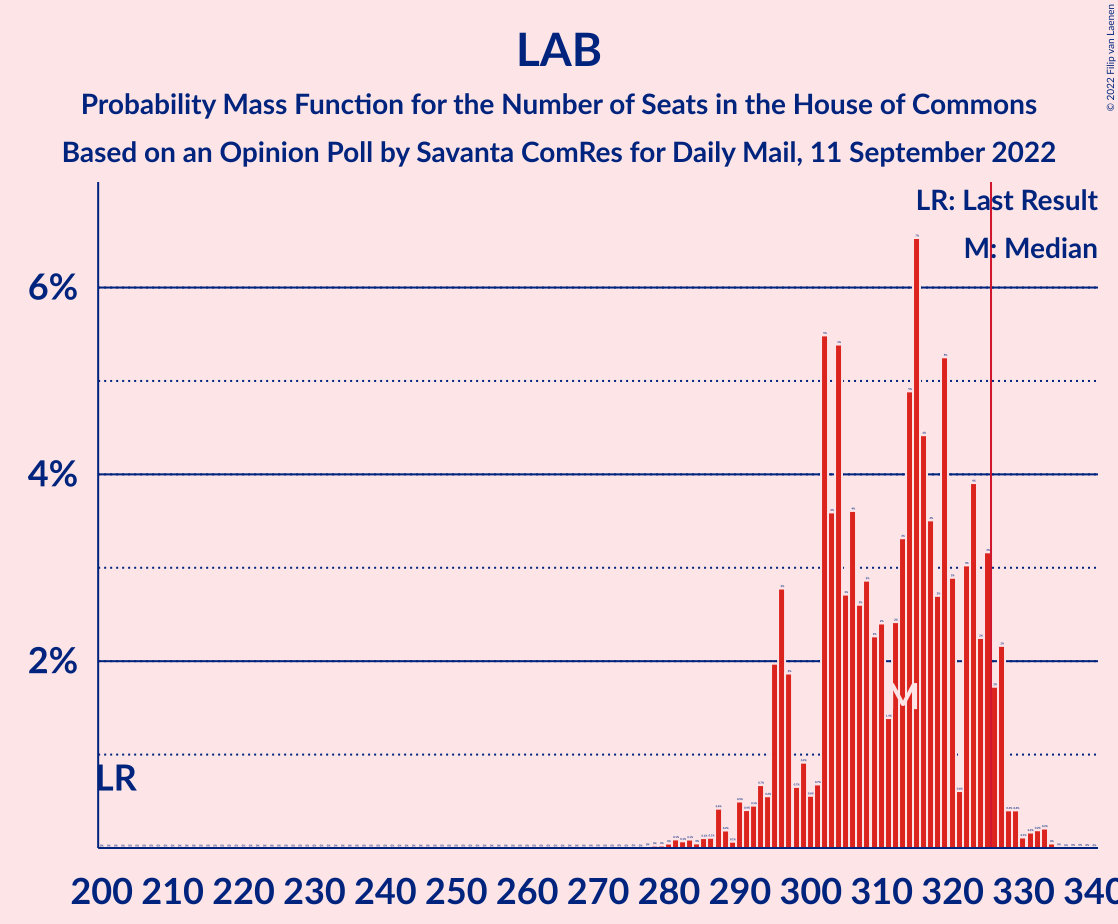 LAB
Probability Mass Function for the Number of Seats in the House of Commons
Based on an Opinion Poll by Savanta ComRes for Daily Mail, 11 September 2022
© 2022 Filip van Laenen
LR: Last Result
M: Median
6%
4%
2%
M
LR
200 210 220 230 240 250 260 270 280 290 300 310 320 330 340